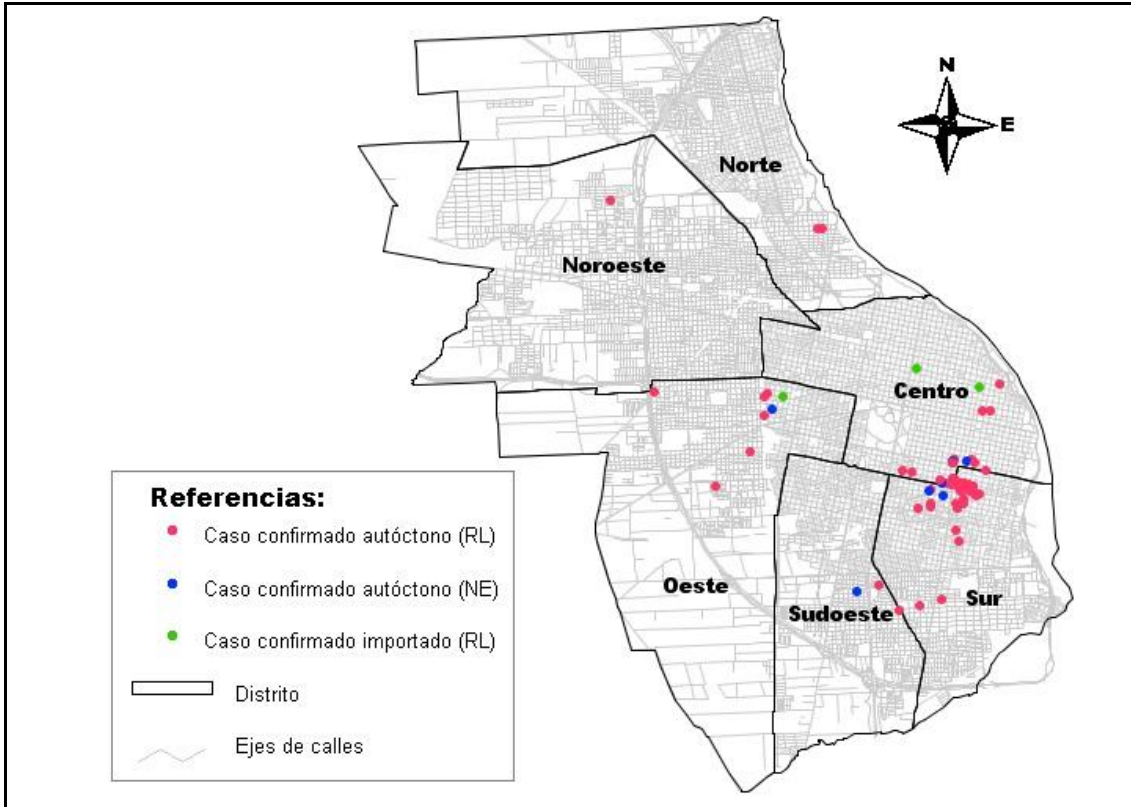 N
E
Norte
Noroeste
Centro
Referencias:
Caso confirmado autóctono (RL)
Caso confirmado autóctono (NE)
Caso confirmado importado (RL)
Distrito
Ejes de calles
Oeste
Sudoeste
Sur